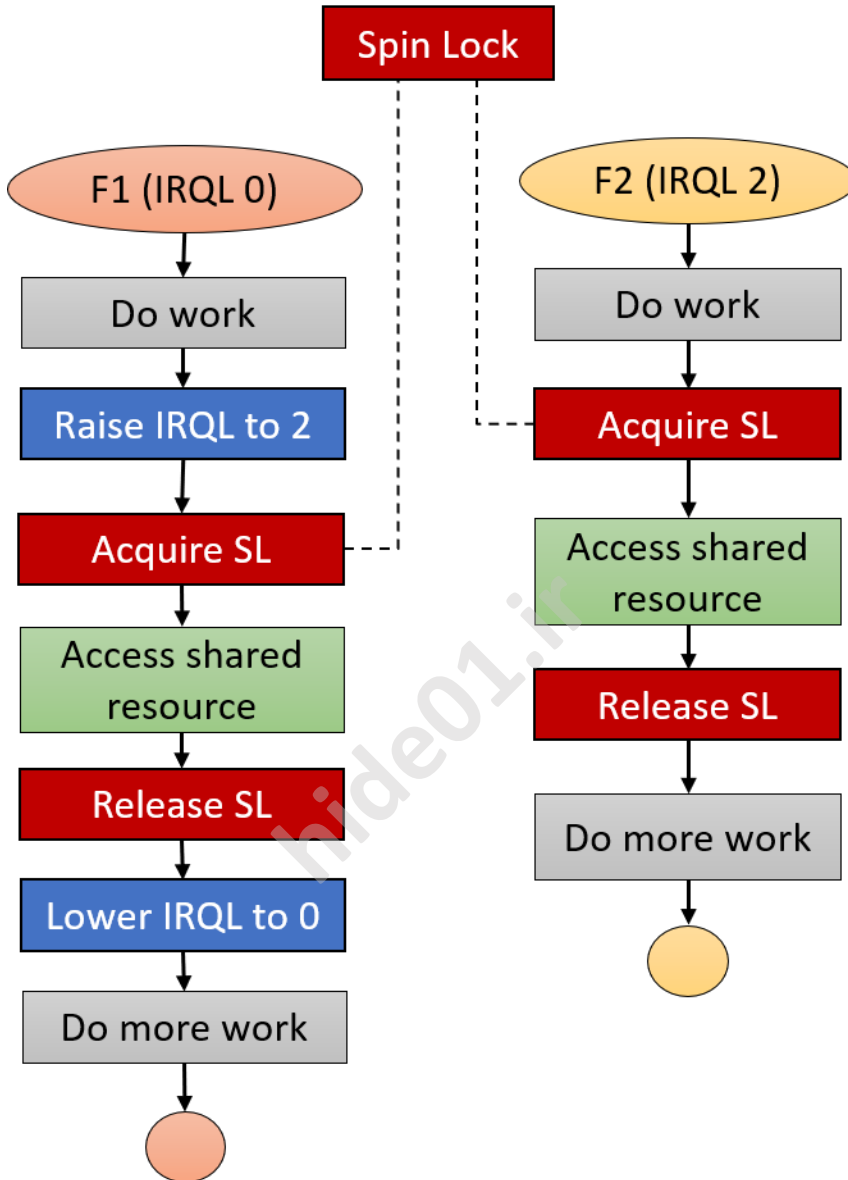 Spin Lock
F1 (IRQL 0)
Do work
Raise IRQL to 2
Acquire SL
Access shared
resource
Release SL
Lower IRQL to 0
Do more work
F2 (IRQL 2)
Do work
Acquire SL
Access shared
resource
Release SL
Do more work
hide01.ir